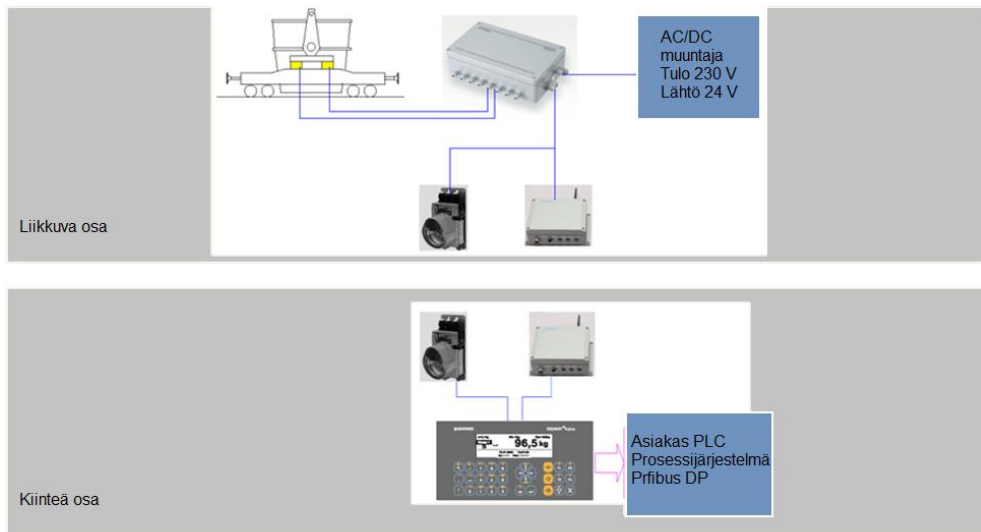 AC/DC
muuntaja
Tulo 230 V
Lähtö 24 V
Liikkuva osa
96,5 kg
Asiakas PLC
Prosessijärjestelmä
Prfibus DP
Kiinteä osa